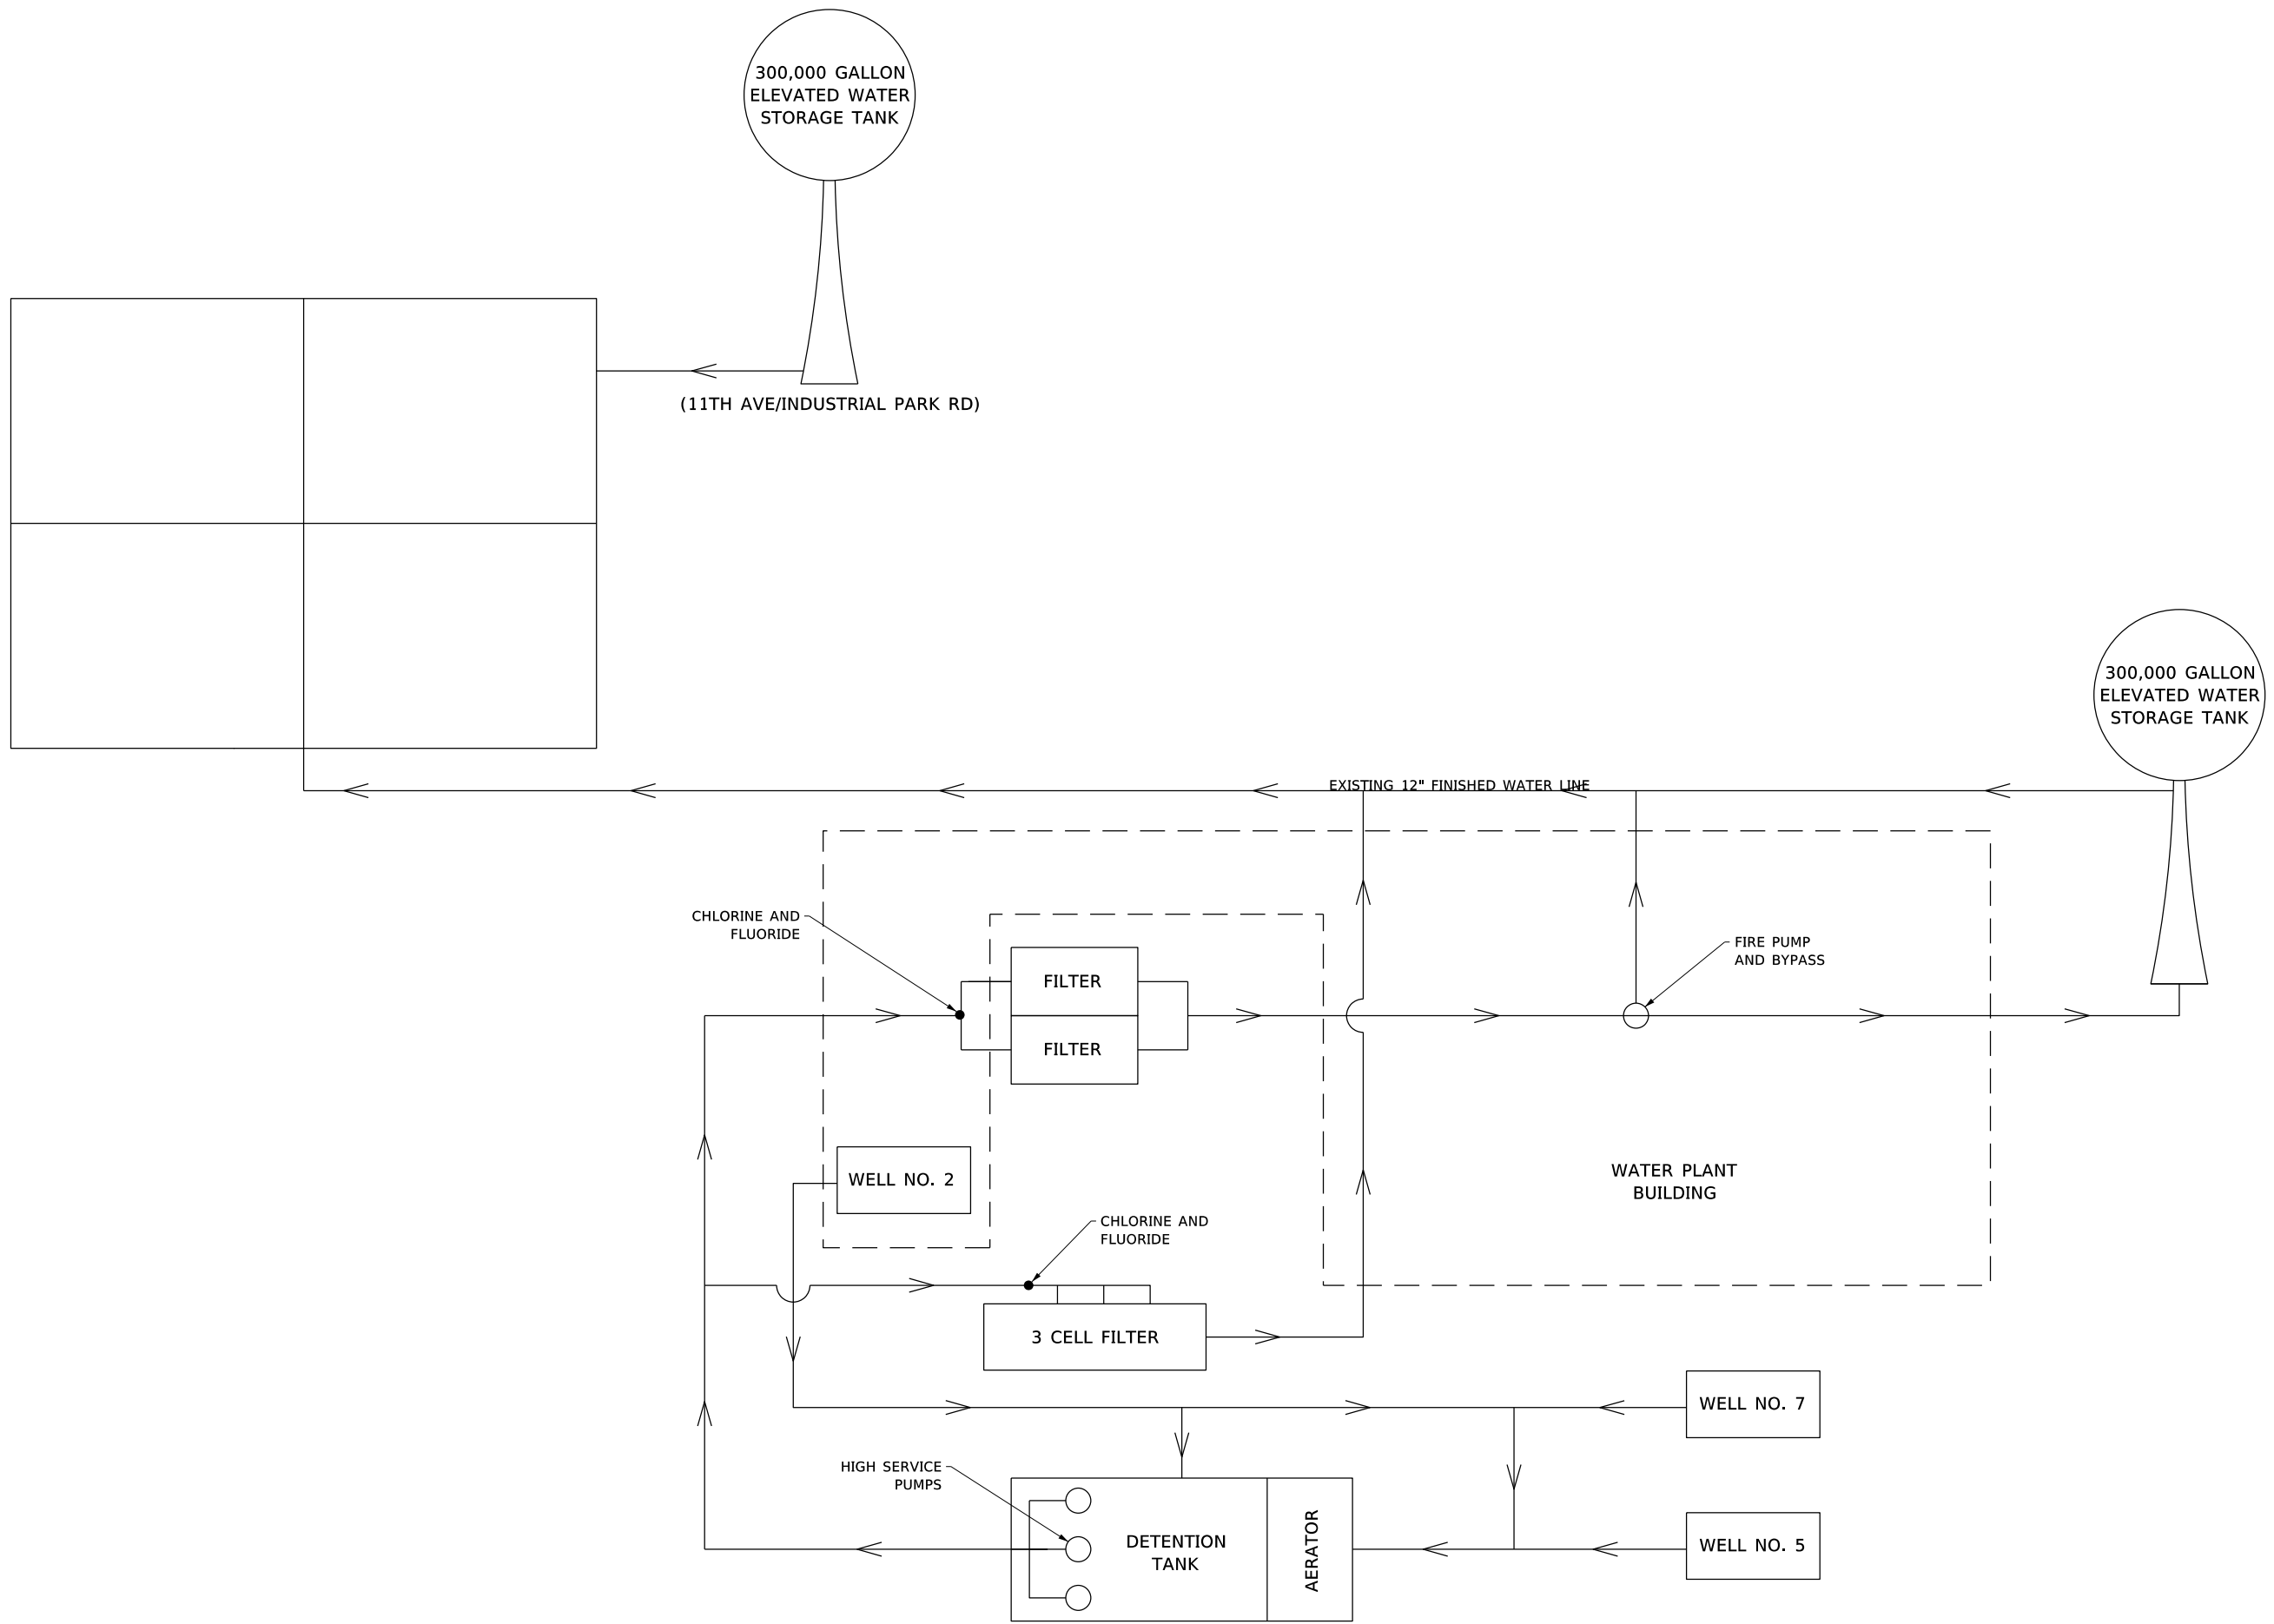 300,000 GALLON
ELEVATED WATER
STORAGE TANK
(11TH AVE/INDUSTRIAL PARK RD)
300,000 GALLON
ELEVATED WATER
STORAGE TANK
EXISTING 12" FINISHED WATER LINE
CHLORINE AND
FLUORIDE
FILTER
FILTER
FIRE PUMP
AND BYPASS
WELL NO. 2
WATER PLANT
BUILDING
CHLORINE AND
FLUORIDE
3 CELL FILTER
WELL NO. 7
HIGH SERVICE
PUMPS
DETENTION
TANK
AERATOR
WELL NO. 5